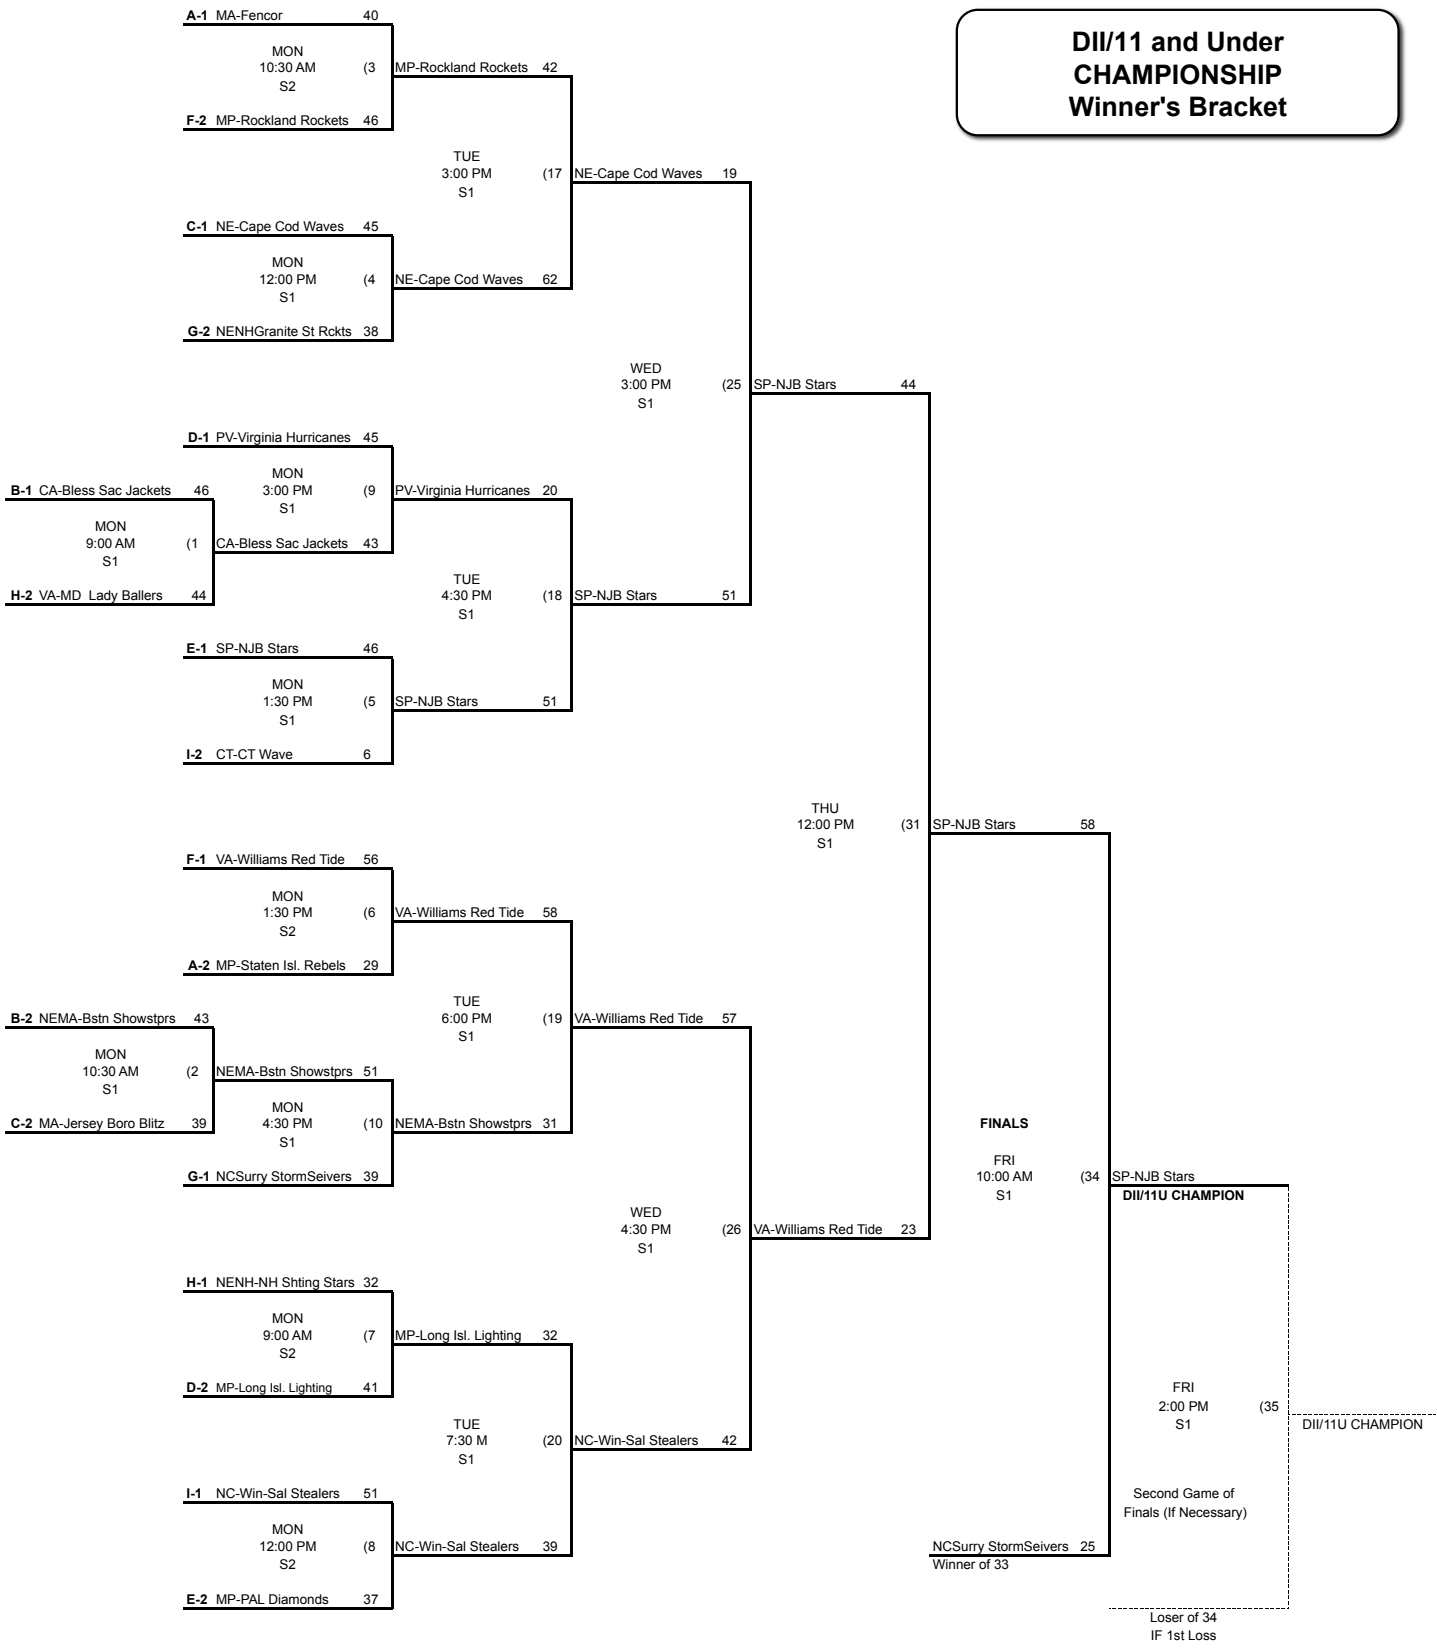 DII/11 and Under
CHAMPIONSHIP
Winner's Bracket
A-1 MA-Fencor 40
MON
10:30 AM (3
S2
MP-Rockland Rockets 42
F-2 MP-Rockland Rockets 46
TUE
3:00 PM (17
S1
NE-Cape Cod Waves 19
C-1 NE-Cape Cod Waves 45
MON
12:00 PM (4
S1
NE-Cape Cod Waves 62
G-2 NENHGranite St Rckts 38
WED
3:00 PM (25
S1
SP-NJB Stars 44
D-1 PV-Virginia Hurricanes 45
MON
3:00 PM (9
S1
PV-Virginia Hurricanes 20
B-1 CA-Bless Sac Jackets 46
MON
9:00 AM (1
S1
CA-Bless Sac Jackets 43
H-2 VA-MD Lady Ballers 44
TUE
4:30 PM (18
S1
SP-NJB Stars 51
E-1 SP-NJB Stars 46
MON
1:30 PM (5
S1
SP-NJB Stars 51
I-2 CT-CT Wave 6
THU
12:00 PM (31
S1
SP-NJB Stars 58
F-1 VA-Williams Red Tide 56
MON
1:30 PM (6
S2
VA-Williams Red Tide 58
A-2 MP-Staten Isl. Rebels 29
TUE
6:00 PM (19
S1
VA-Williams Red Tide 57
B-2 NEMA-Bstn Showstprs 43
MON
10:30 AM (2
S1
NEMA-Bstn Showstprs 51
C-2 MA-Jersey Boro Blitz 39
MON
4:30 PM (10
S1
NEMA-Bstn Showstprs 31
G-1 NCSurry StormSeivers 39
FINALS
FRI
10:00 AM (34
S1
SP-NJB Stars
DII/11U CHAMPION
WED
4:30 PM (26
S1
VA-Williams Red Tide 23
H-1 NENH-NH Shting Stars 32
MON
9:00 AM (7
S2
MP-Long Isl. Lighting 32
D-2 MP-Long Isl. Lighting 41
TUE
7:30 M (20
S1
NC-Win-Sal Stealers 42
FRI
2:00 PM (35
S1
DII/11U CHAMPION
I-1 NC-Win-Sal Stealers 51
MON
12:00 PM (8
S2
NC-Win-Sal Stealers 39
E-2 MP-PAL Diamonds 37
Second Game of
Finals (If Necessary)
NCSurry StormSeivers 25
Winner of 33
Loser of 34
IF 1st Loss